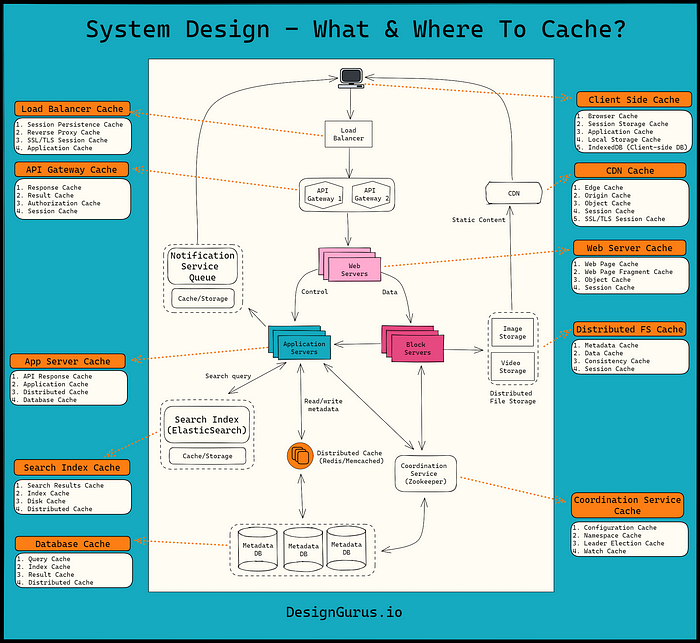 System Design - What & Where To Cache?
Load Balancer Cache
1. Session Persistence Cache
2. Reverse Proxy Cache
3. SSL/TLS Session Cache
4. Application Cache
API Gateway Cache
1. Response Cache
2. Result Cache
3. Authorization Cache
4. Session Cache
App Server Cache
1. API Response Cache
2. Application Cache
3. Distributed Cache
4. Database Cache
Search Index Cache
1. Search Results Cache
2. Index Cache
3. Disk Cache
4. Distributed Cache
Database Cache
1. Query Cache
2. Index Cache
3. Result Cache
4. Distributed Cache
Load
Balancer
API
Gateway 1
API
Gateway 2
CDN
Static Content
Notification
Service
Queue
Cache/Storage
Web
Servers
Control
Data
Application
Servers
Block
Servers
Image
Storage
Video
Storage
Distributed
File Storage
Search query
Read/write
metadata
Search Index
(ElasticSearch)
Cache/Storage
Distributed Cache
(Redis/Memcached)
Coordination
Service
(Zookeeper)
Metadata
DB
Metadata
DB
Metadata
DB
Client Side Cache
1. Browser Cache
2. Session Storage Cache
3. Application Cache
4. Local Storage Cache
5. IndexedDB (Client-side DB)
CDN Cache
1. Edge Cache
2. Origin Cache
3. Object Cache
4. Session Cache
5. SSL/TLS Session Cache
Web Server Cache
1. Web Page Cache
2. Web Page Fragment Cache
3. Object Cache
4. Session Cache
Distributed FS Cache
1. Metadata Cache
2. Data Cache
3. Consistency Cache
4. Session Cache
Coordination Service
Cache
1. Configuration Cache
2. Namespace Cache
3. Leader Election Cache
4. Watch Cache
DesignGurus.io